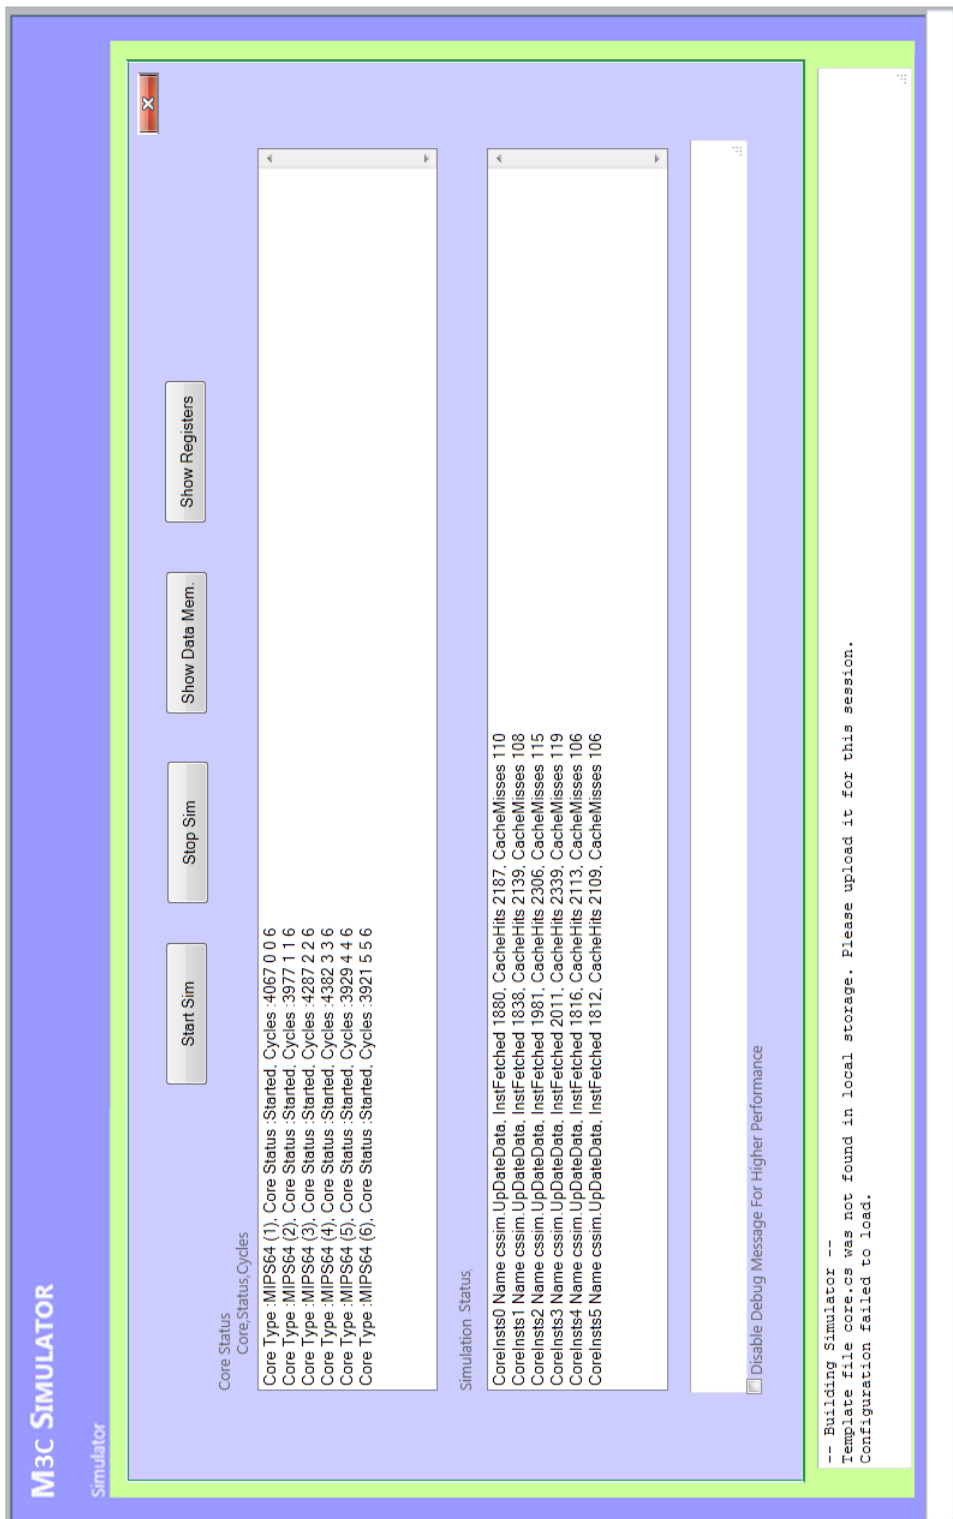 M3C SIMULATOR
Simulator
x
Start Sim
Stop Sim
Show Data Mem.
Show Registers
Core Status
Core,Status,Cycles
Core Type :MIPS64 (1), Core Status :Started, Cycles :4067 0 0 6
Core Type :MIPS64 (2), Core Status :Started, Cycles :3977 1 1 6
Core Type :MIPS64 (3), Core Status :Started, Cycles :4287 2 2 6
Core Type :MIPS64 (4), Core Status :Started, Cycles :4382 3 3 6
Core Type :MIPS64 (5), Core Status :Started, Cycles :3929 4 4 6
Core Type :MIPS64 (6), Core Status :Started, Cycles :3921 5 5 6
Simulation Status
CoreInsts0 Name cssim.UpDateData, InstFetched 1880, CacheHits 2187, CacheMisses 110
CoreInsts1 Name cssim.UpDateData, InstFetched 1838, CacheHits 2139, CacheMisses 108
CoreInsts2 Name cssim.UpDateData, InstFetched 1981, CacheHits 2306, CacheMisses 115
CoreInsts3 Name cssim.UpDateData, InstFetched 2011, CacheHits 2339, CacheMisses 119
CoreInsts4 Name cssim.UpDateData, InstFetched 1816, CacheHits 2113, CacheMisses 106
CoreInsts5 Name cssim.UpDateData, InstFetched 1812, CacheHits 2109, CacheMisses 106
Disable Debug Message For Higher Performance
-- Building Simulator --
Template file core.cs was not found in local storage. Please upload it for this session.
Configuration failed to load.